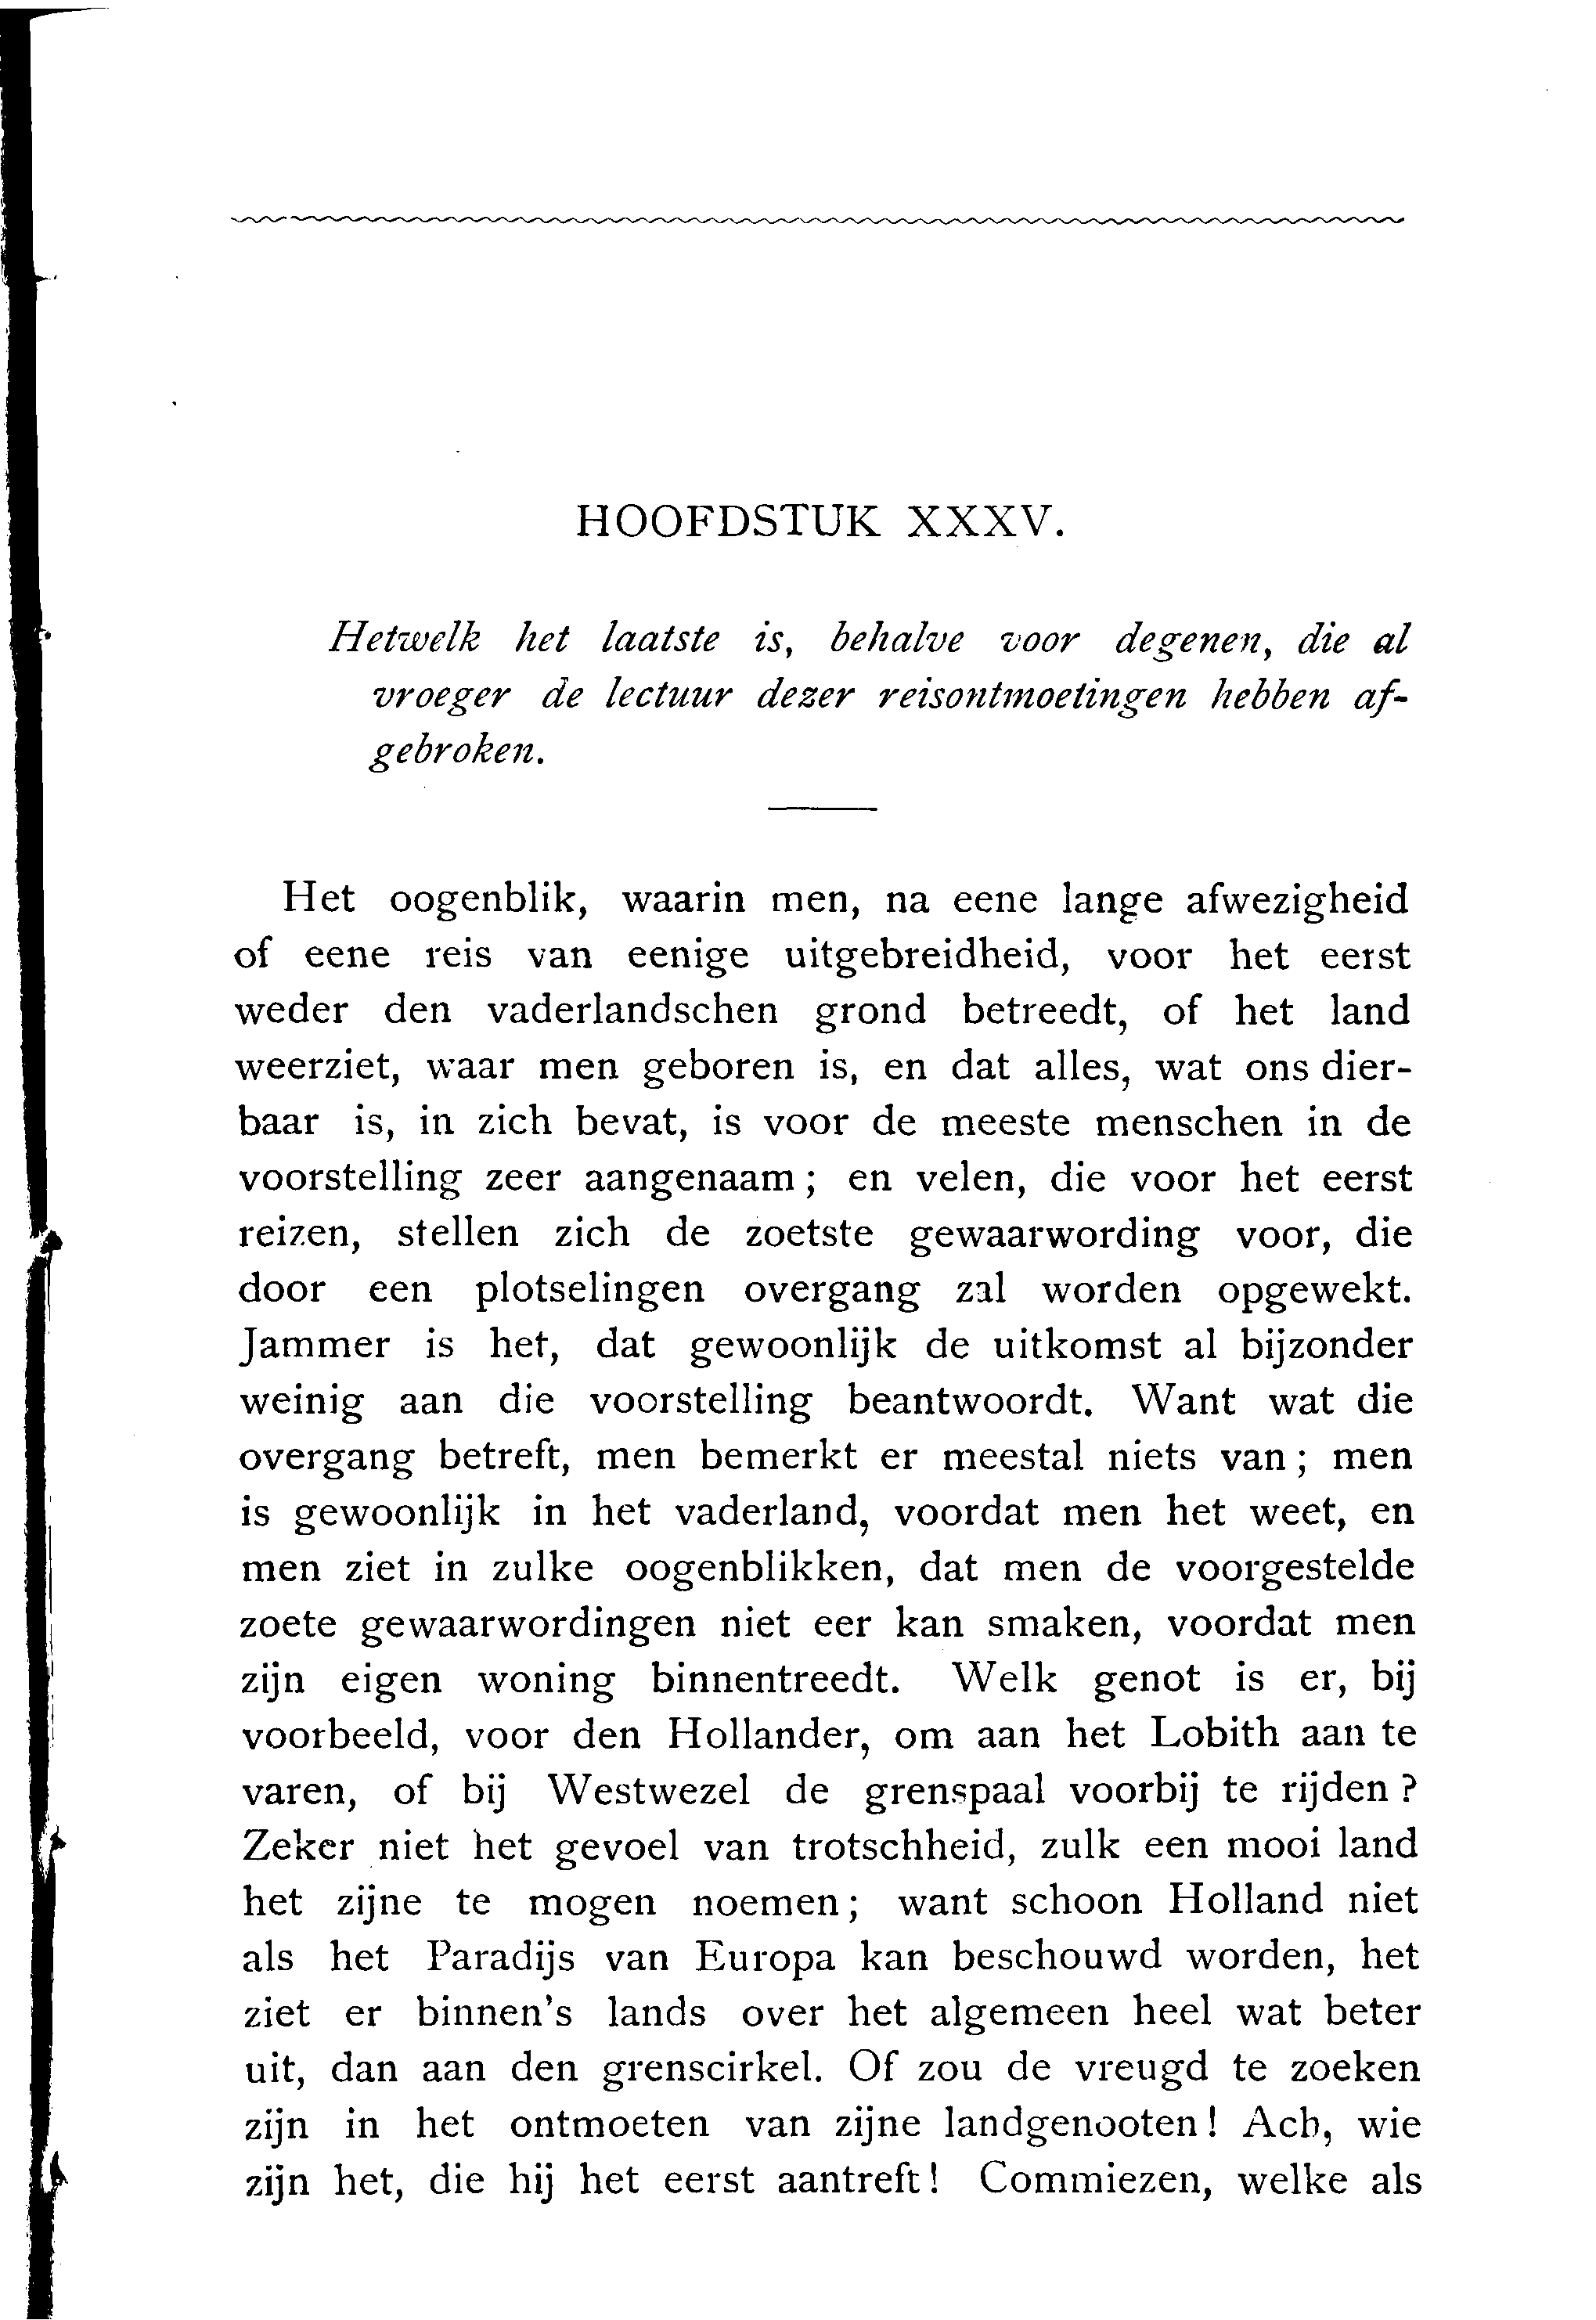 HOOFDSTUK XXXV.
Hetwelk het laatste is, behalve voor degenen, die al
vroeger de lectuur dezer reisontmoetingen hebben af-
gebroken.
Het oogenblik, waarin men, na eene lange afwezigheid
of eene reis van eenige uitgebreidheid, voor het eerst
weder den vaderlandschen grond betreedt, of het land
weerziet, waar men geboren is, en dat alles, wat ons dier-
baar is, in zich bevat, is voor de meeste menschen in de
voorstelling zeer aangenaam; en velen, die voor het eerst
reizen, stellen zich de zoetste gewaarwording voor, die
door een plotselingen overgang zal worden opgewekt.
Jammer is het, dat gewoonlijk de uitkomst al bijzonder
weinig aan die voorstelling beantwoordt. Want wat die
overgang betreft, men bemerkt er meestal niets van; men
is gewoonlijk in het vaderland, voordat men het weet, en
men ziet in zulke oogenblikken, dat men de voorgestelde
zoete gewaarwordingen niet eer kan smaken, voordat men
zijn eigen woning binnentreedt. Welk genot is er, bij
voorbeeld, voor den Hollander, om aan het Lobith aan te
varen, of bij Westwezel de grenspaal voorbij te rijden?
Zeker niet het gevoel van trotschheid, zulk een mooi land
het zijne te mogen noemen; want schoon Holland niet
als het Paradijs van Europa kan beschouwd worden, het
ziet er binnen's lands over het algemeen heel wat beter
uit, dan aan den grenscirkel. Of zou de vreugd te zoeken
zijn in het ontmoeten van zijne landgenooten! Ach, wie
zijn het, die hij het eerst aantreft! Commiezen, welke als